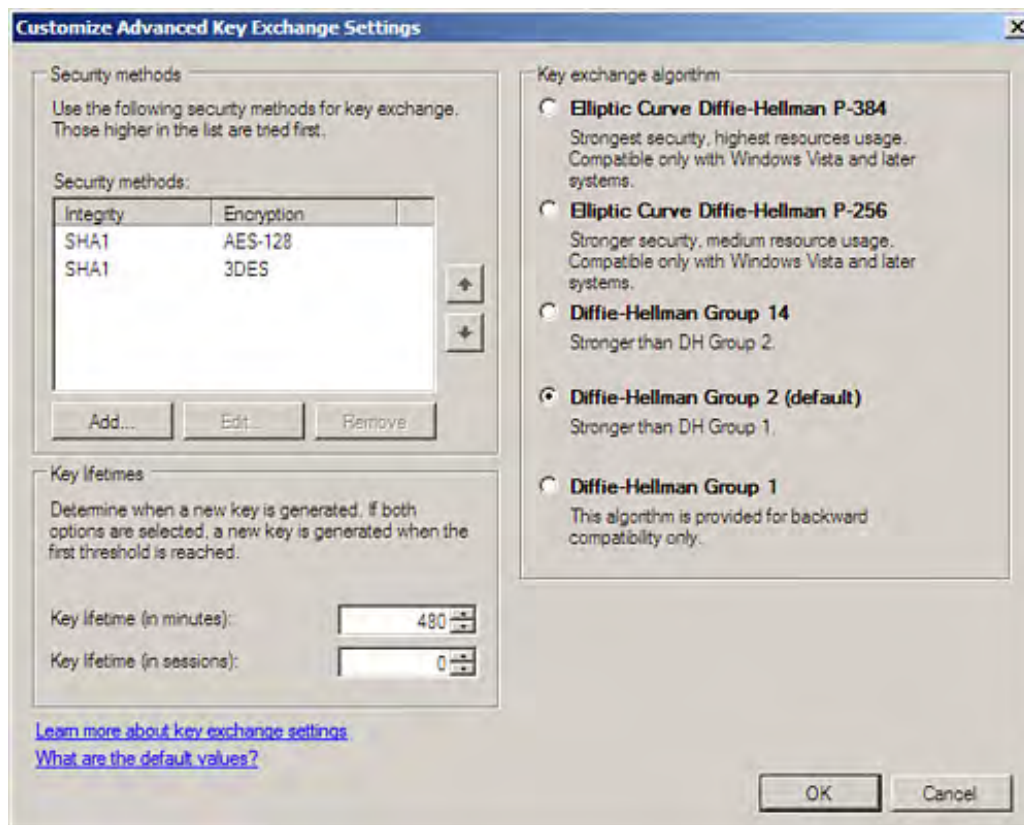 Customize Advanced Key Exchange Settings
Security methods
Use the following security methods for key exchange.
Those higher in the list are tried first.
Security methods:
Integrity Encryption
SHA1 AES-128
SHA1 3DES
Add... Edit... Remove
Key lifetimes
Determine when a new key is generated. If both
options are selected, a new key is generated when the
first threshold is reached.
Key lifetime (in minutes): 480
Key lifetime (in sessions): 0
Learn more about key exchange settings
What are the default values?
Key exchange algorithm
Elliptic Curve Diffie-Hellman P-384
Strongest security, highest resources usage.
Compatible only with Windows Vista and later
systems.
Elliptic Curve Diffie-Hellman P-256
Stronger security, medium resource usage.
Compatible only with Windows Vista and later
systems.
Diffie-Hellman Group 14
Stronger than DH Group 2.
Diffie-Hellman Group 2 (default)
Stronger than DH Group 1.
Diffie-Hellman Group 1
This algorithm is provided for backward
compatibility only.
OK Cancel